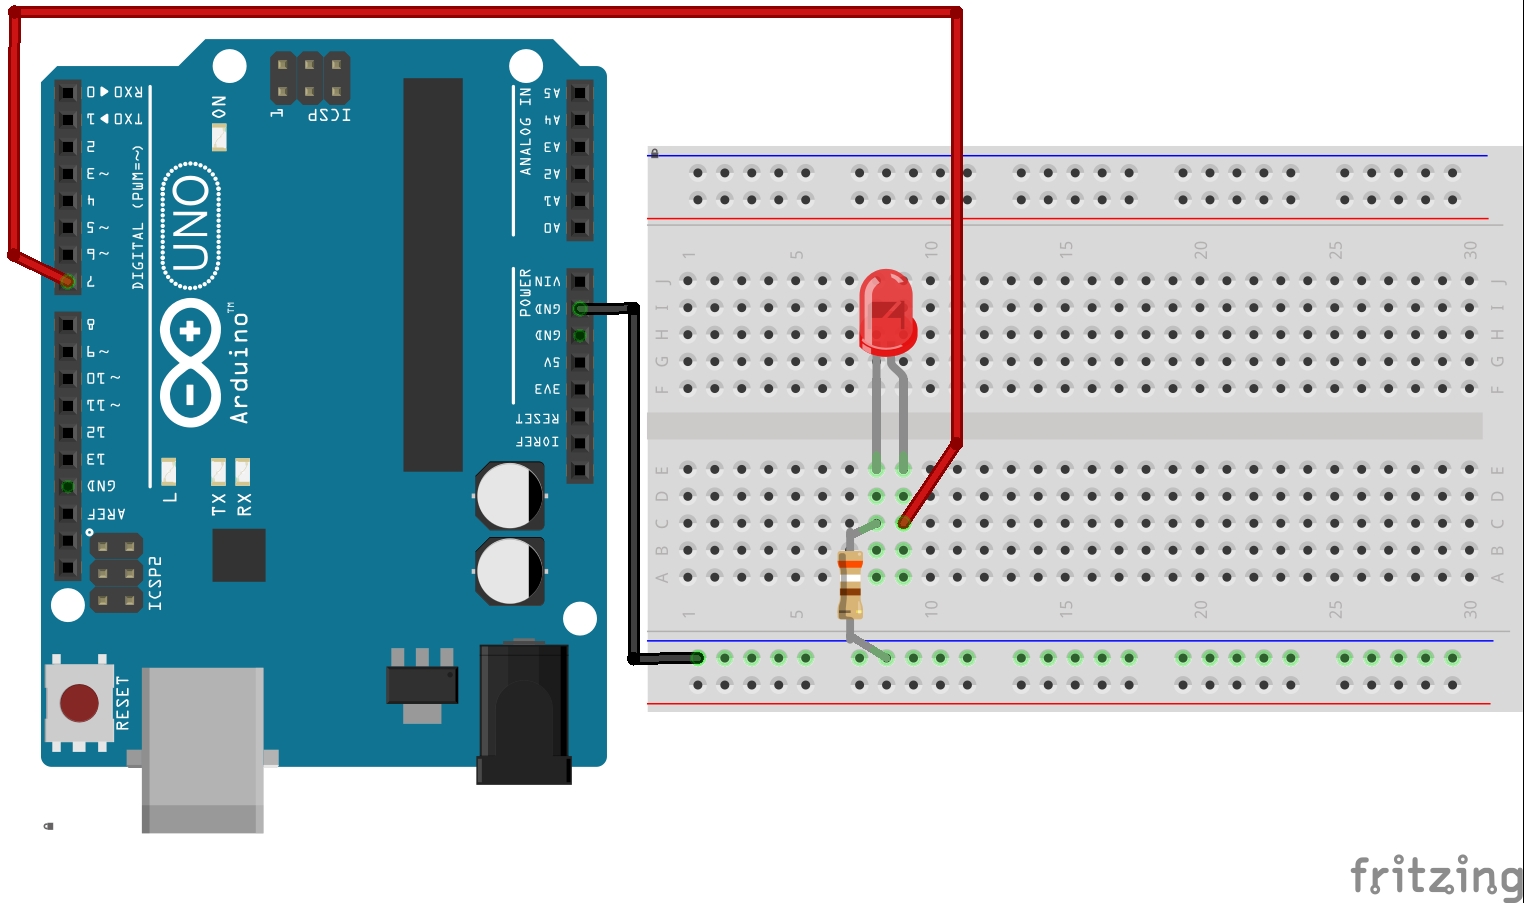 0 ◀ RX0
1 ▶ TX0
2
3 ~
4
5 ~
6 ~
7
8
9 ~
10 ~
11 ~
12
13
GND
AREF
DIGITAL (PWM=~)
ON
1 ICSP
UNO
Arduino™
L
TX
RX
ICSP2
RESET
ANALOG IN
A5
A4
A3
A2
A1
A0
POWER
VIN
GND
GND
5V
3V3
RESET
IOREF
1 5 10 15 20 25 30
J J
I I
H H
G G
F F
E E
D D
C C
B B
A A
1 5 10 15 20 25 30
fritzing